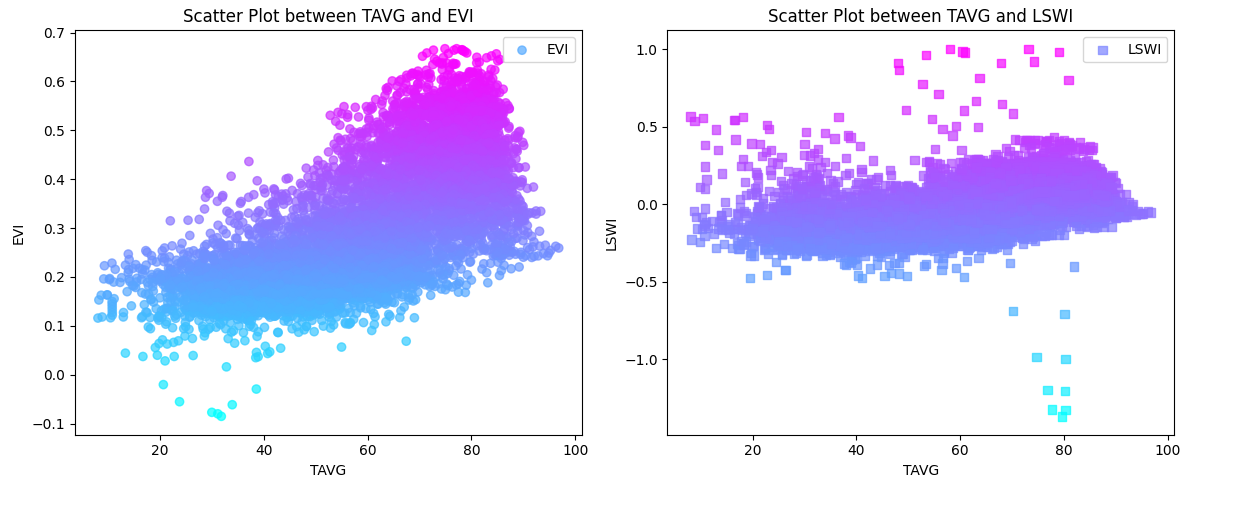 Scatter Plot between TAVG and EVI
EVI
0.7
0.6
0.5
0.4
0.3
0.2
0.1
0.0
−0.1
EVI
20 40 60 80 100
TAVG
Scatter Plot between TAVG and LSWI
LSWI
1.0
0.5
0.0
−0.5
−1.0
LSWI
20 40 60 80 100
TAVG